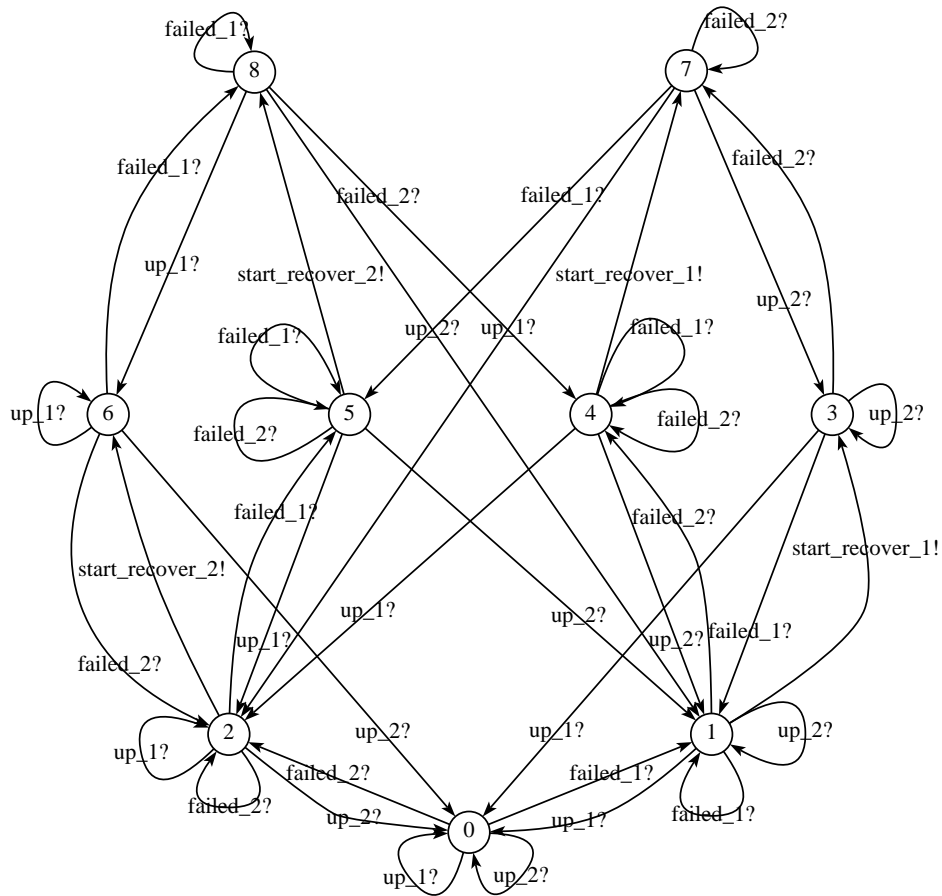 failed_1?
failed_2?
8
7
failed_1?
failed_2?
failed_2?
failed_1?
up_1?
start_recover_2!
start_recover_1!
up_2?
up_2?
up_1?
failed_1?
failed_1?
up_1?
6
5
4
3
up_2?
failed_2?
failed_2?
failed_1?
failed_2?
start_recover_1!
start_recover_2!
up_1?
up_2?
failed_1?
up_1?
up_2?
failed_2?
2
1
up_1?
up_2?
up_1?
up_2?
failed_2?
failed_1?
failed_2?
failed_1?
up_2?
up_1?
0
up_1?
up_2?